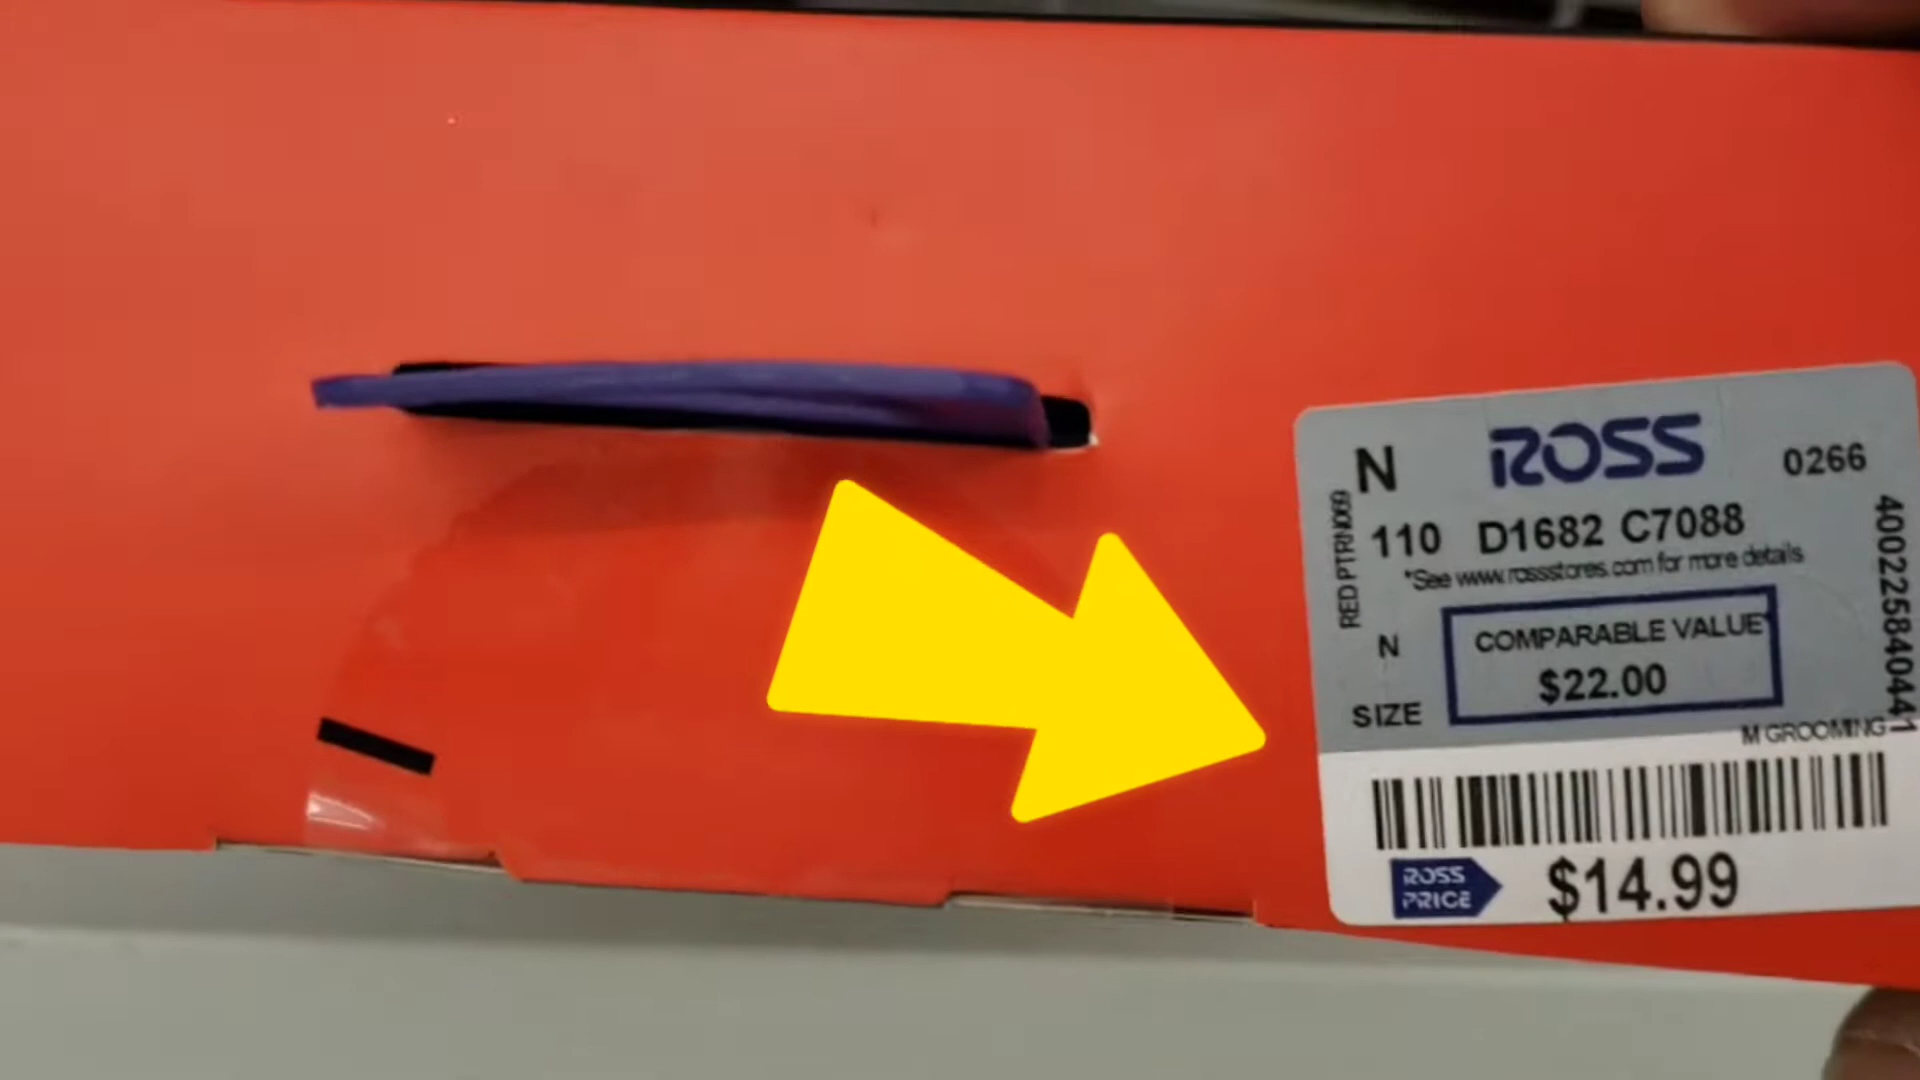 ROSS
N
0266
110 D1682 C7088
*See www.rossstores.com for more details
RED PTRN069
400225840441
N
COMPARABLE VALUE*
$22.00
SIZE
M GROOMING
ROSS
PRICE
$14.99